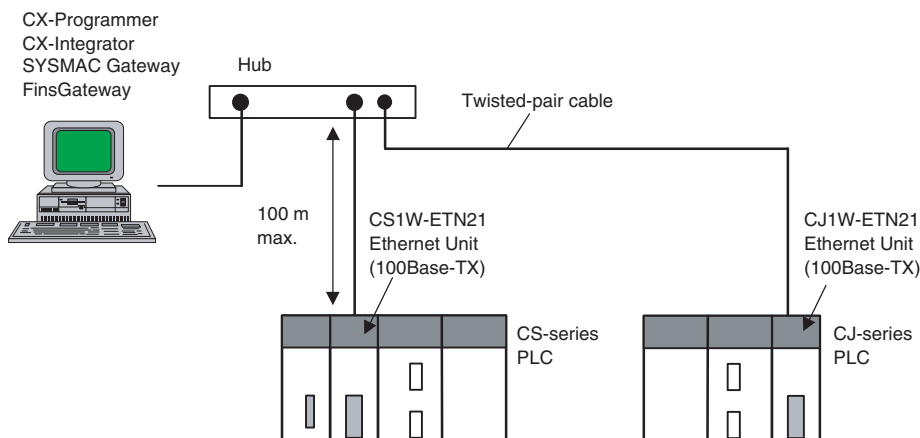 CX-Programmer
CX-Integrator
SYSMAC Gateway
FinsGateway
Hub
Twisted-pair cable
100 m
max.
CS1W-ETN21
Ethernet Unit
(100Base-TX)
CJ1W-ETN21
Ethernet Unit
(100Base-TX)
CS-series
PLC
CJ-series
PLC